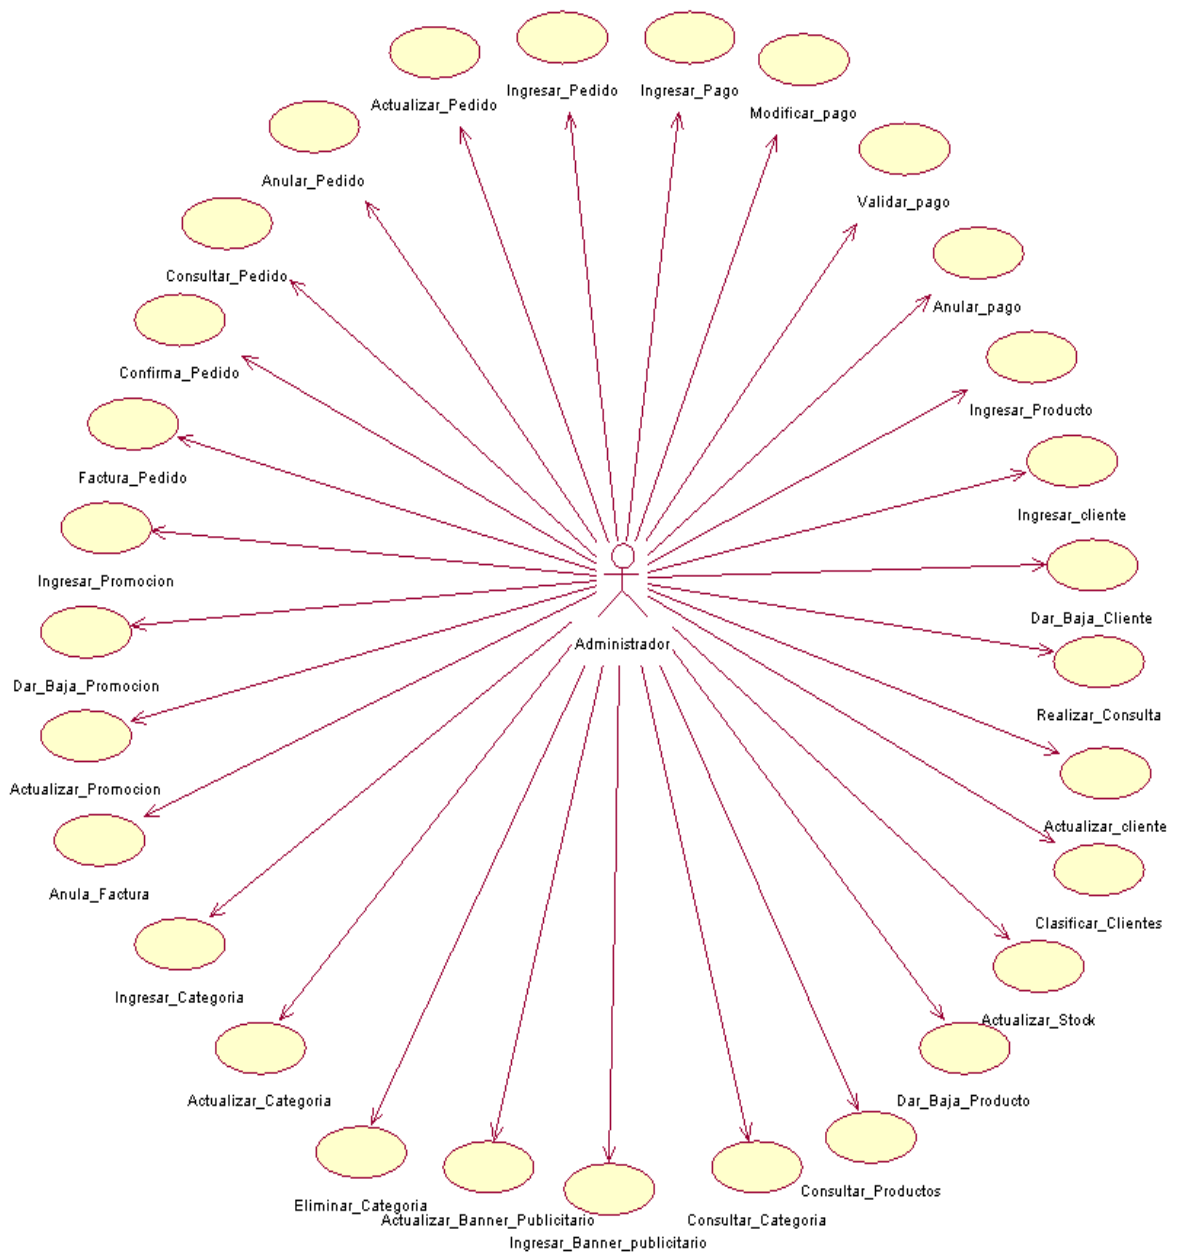 Ingresar_Pedido
Ingresar_Pago
Actualizar_Pedido
Modificar_pago
Anular_Pedido
Validar_pago
Consultar_Pedido
Anular_pago
Confirma_Pedido
Ingresar_Producto
Factura_Pedido
Ingresar_cliente
Ingresar_Promocion
Dar_Baja_Cliente
Administrador
Dar_Baja_Promocion
Realizar_Consulta
Actualizar_Promocion
Actualizar_cliente
Anula_Factura
Clasificar_Clientes
Ingresar_Categoria
Actualizar_Stock
Actualizar_Categoria
Dar_Baja_Producto
Eliminar_Categoria
Consultar_Productos
Actualizar_Banner_Publicitario
Consultar_Categoria
Ingresar_Banner_publicitario